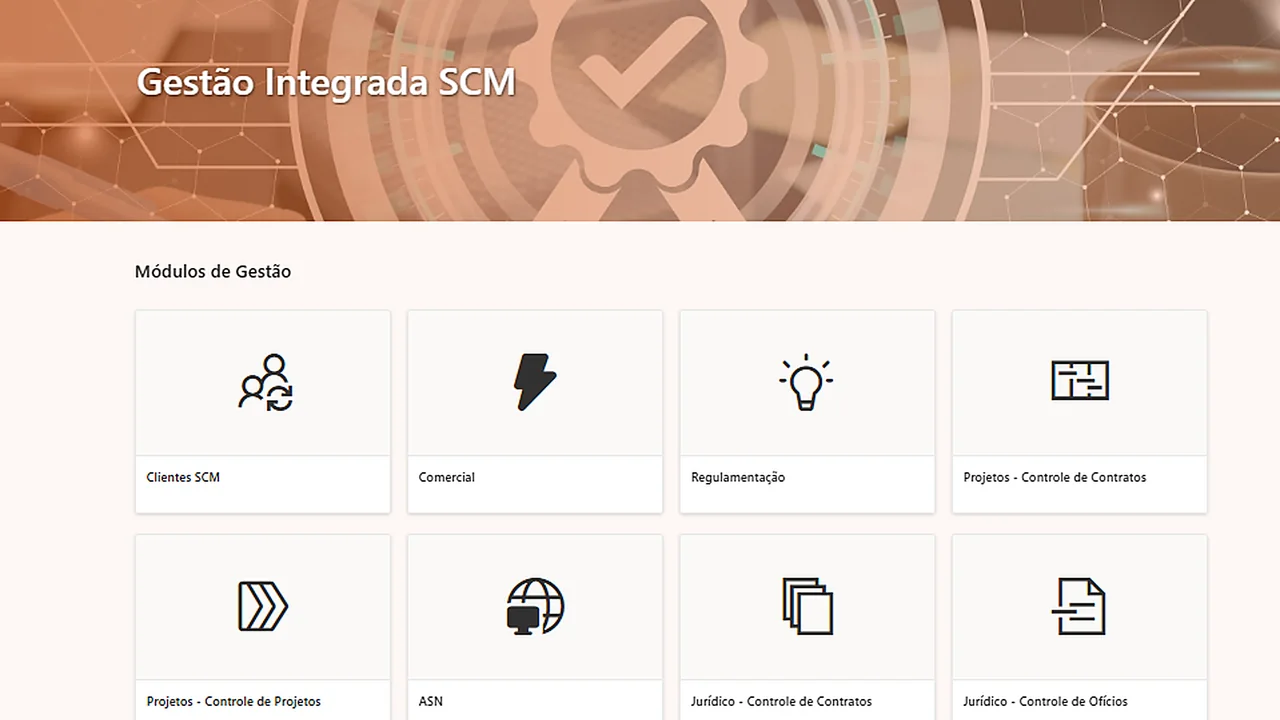 Gestão Integrada SCM
Módulos de Gestão
Clientes SCM
Comercial
Regulamentação
Projetos - Controle de Contratos
Projetos - Controle de Projetos
ASN
Jurídico - Controle de Contratos
Jurídico - Controle de Ofícios